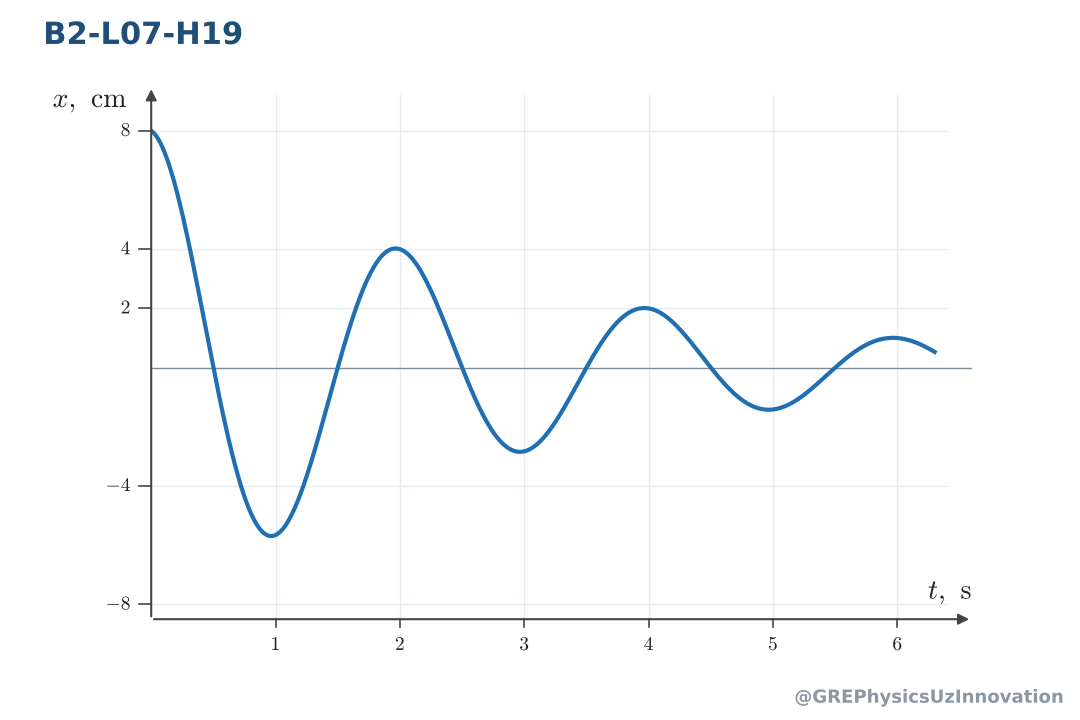 B2-L07-H19
x, cm
8
4
2
−4
−8
t, s
1 2 3 4 5 6
@GREPhysicsUzInnovation